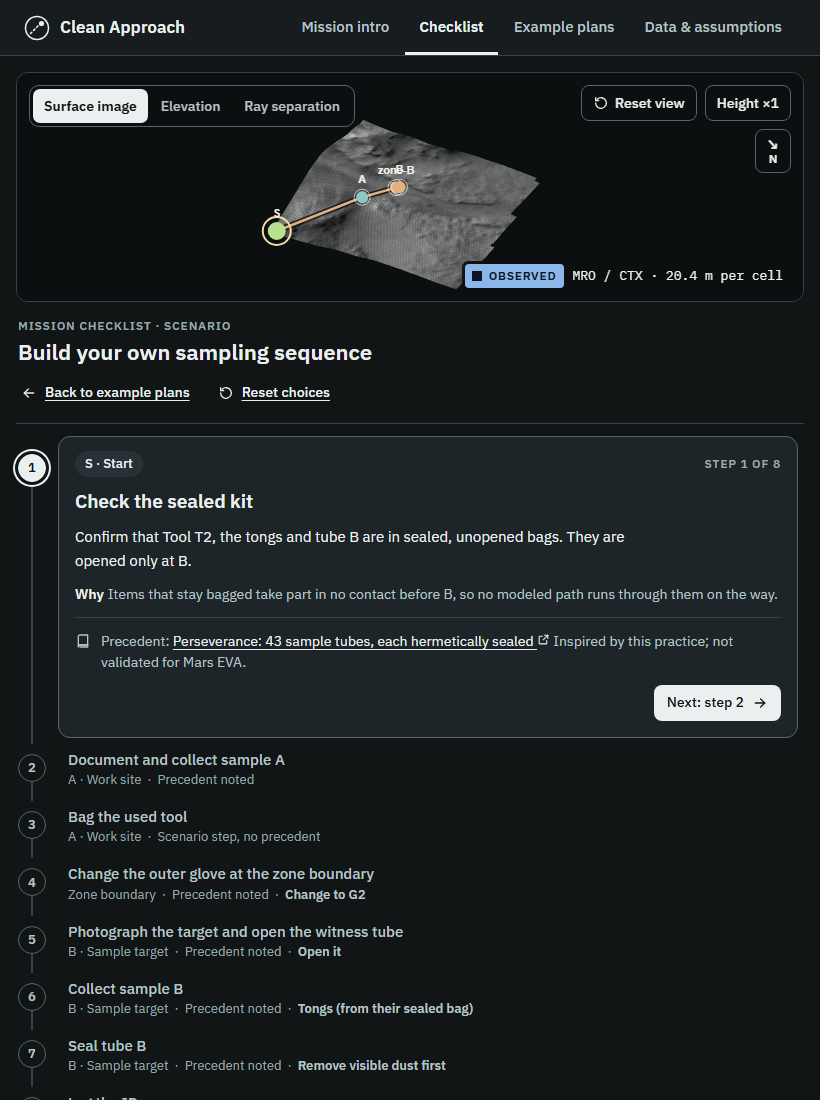 Clean Approach
Mission intro
Checklist
Example plans
Data & assumptions
Surface image
Elevation
Ray separation
Reset view
Height ×1
N
S
A
zone B
B
OBSERVED
MRO / CTX · 20.4 m per cell
MISSION CHECKLIST · SCENARIO
Build your own sampling sequence
Back to example plans
Reset choices
1
S · Start
STEP 1 OF 8
Check the sealed kit
Confirm that Tool T2, the tongs and tube B are in sealed, unopened bags. They are
opened only at B.
Why Items that stay bagged take part in no contact before B, so no modeled path runs through them on the way.
Precedent: Perseverance: 43 sample tubes, each hermetically sealed Inspired by this practice; not
validated for Mars EVA.
Next: step 2
2
Document and collect sample A
A · Work site · Precedent noted
3
Bag the used tool
A · Work site · Scenario step, no precedent
4
Change the outer glove at the zone boundary
Zone boundary · Precedent noted · Change to G2
5
Photograph the target and open the witness tube
B · Sample target · Precedent noted · Open it
6
Collect sample B
B · Sample target · Precedent noted · Tongs (from their sealed bag)
7
Seal tube B
B · Sample target · Precedent noted · Remove visible dust first